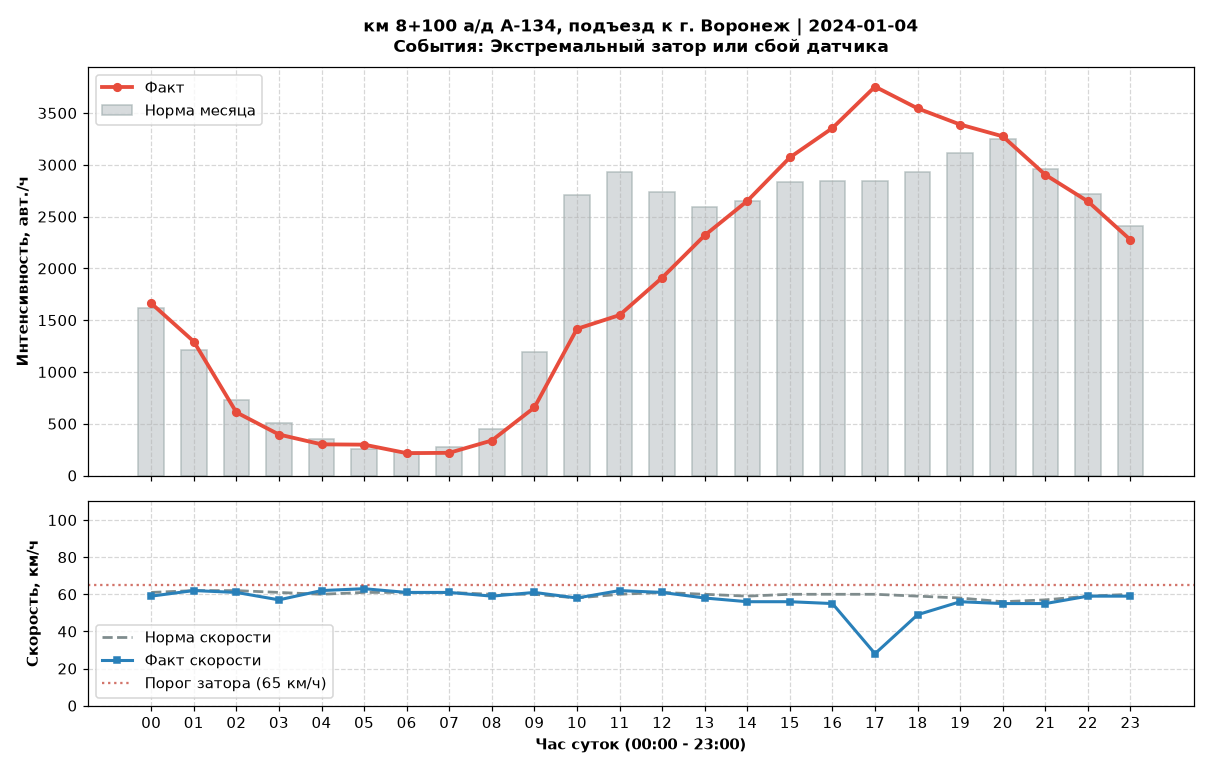 км 8+100 а/д А-134, подъезд к г. Воронеж | 2024-01-04
События: Экстремальный затор или сбой датчика
Факт
Норма месяца
Интенсивность, авт./ч
3500
3000
2500
2000
1500
1000
500
0
Скорость, км/ч
100
80
60
40
20
0
Норма скорости
Факт скорости
Порог затора (65 км/ч)
00 01 02 03 04 05 06 07 08 09 10 11 12 13 14 15 16 17 18 19 20 21 22 23
Час суток (00:00 - 23:00)